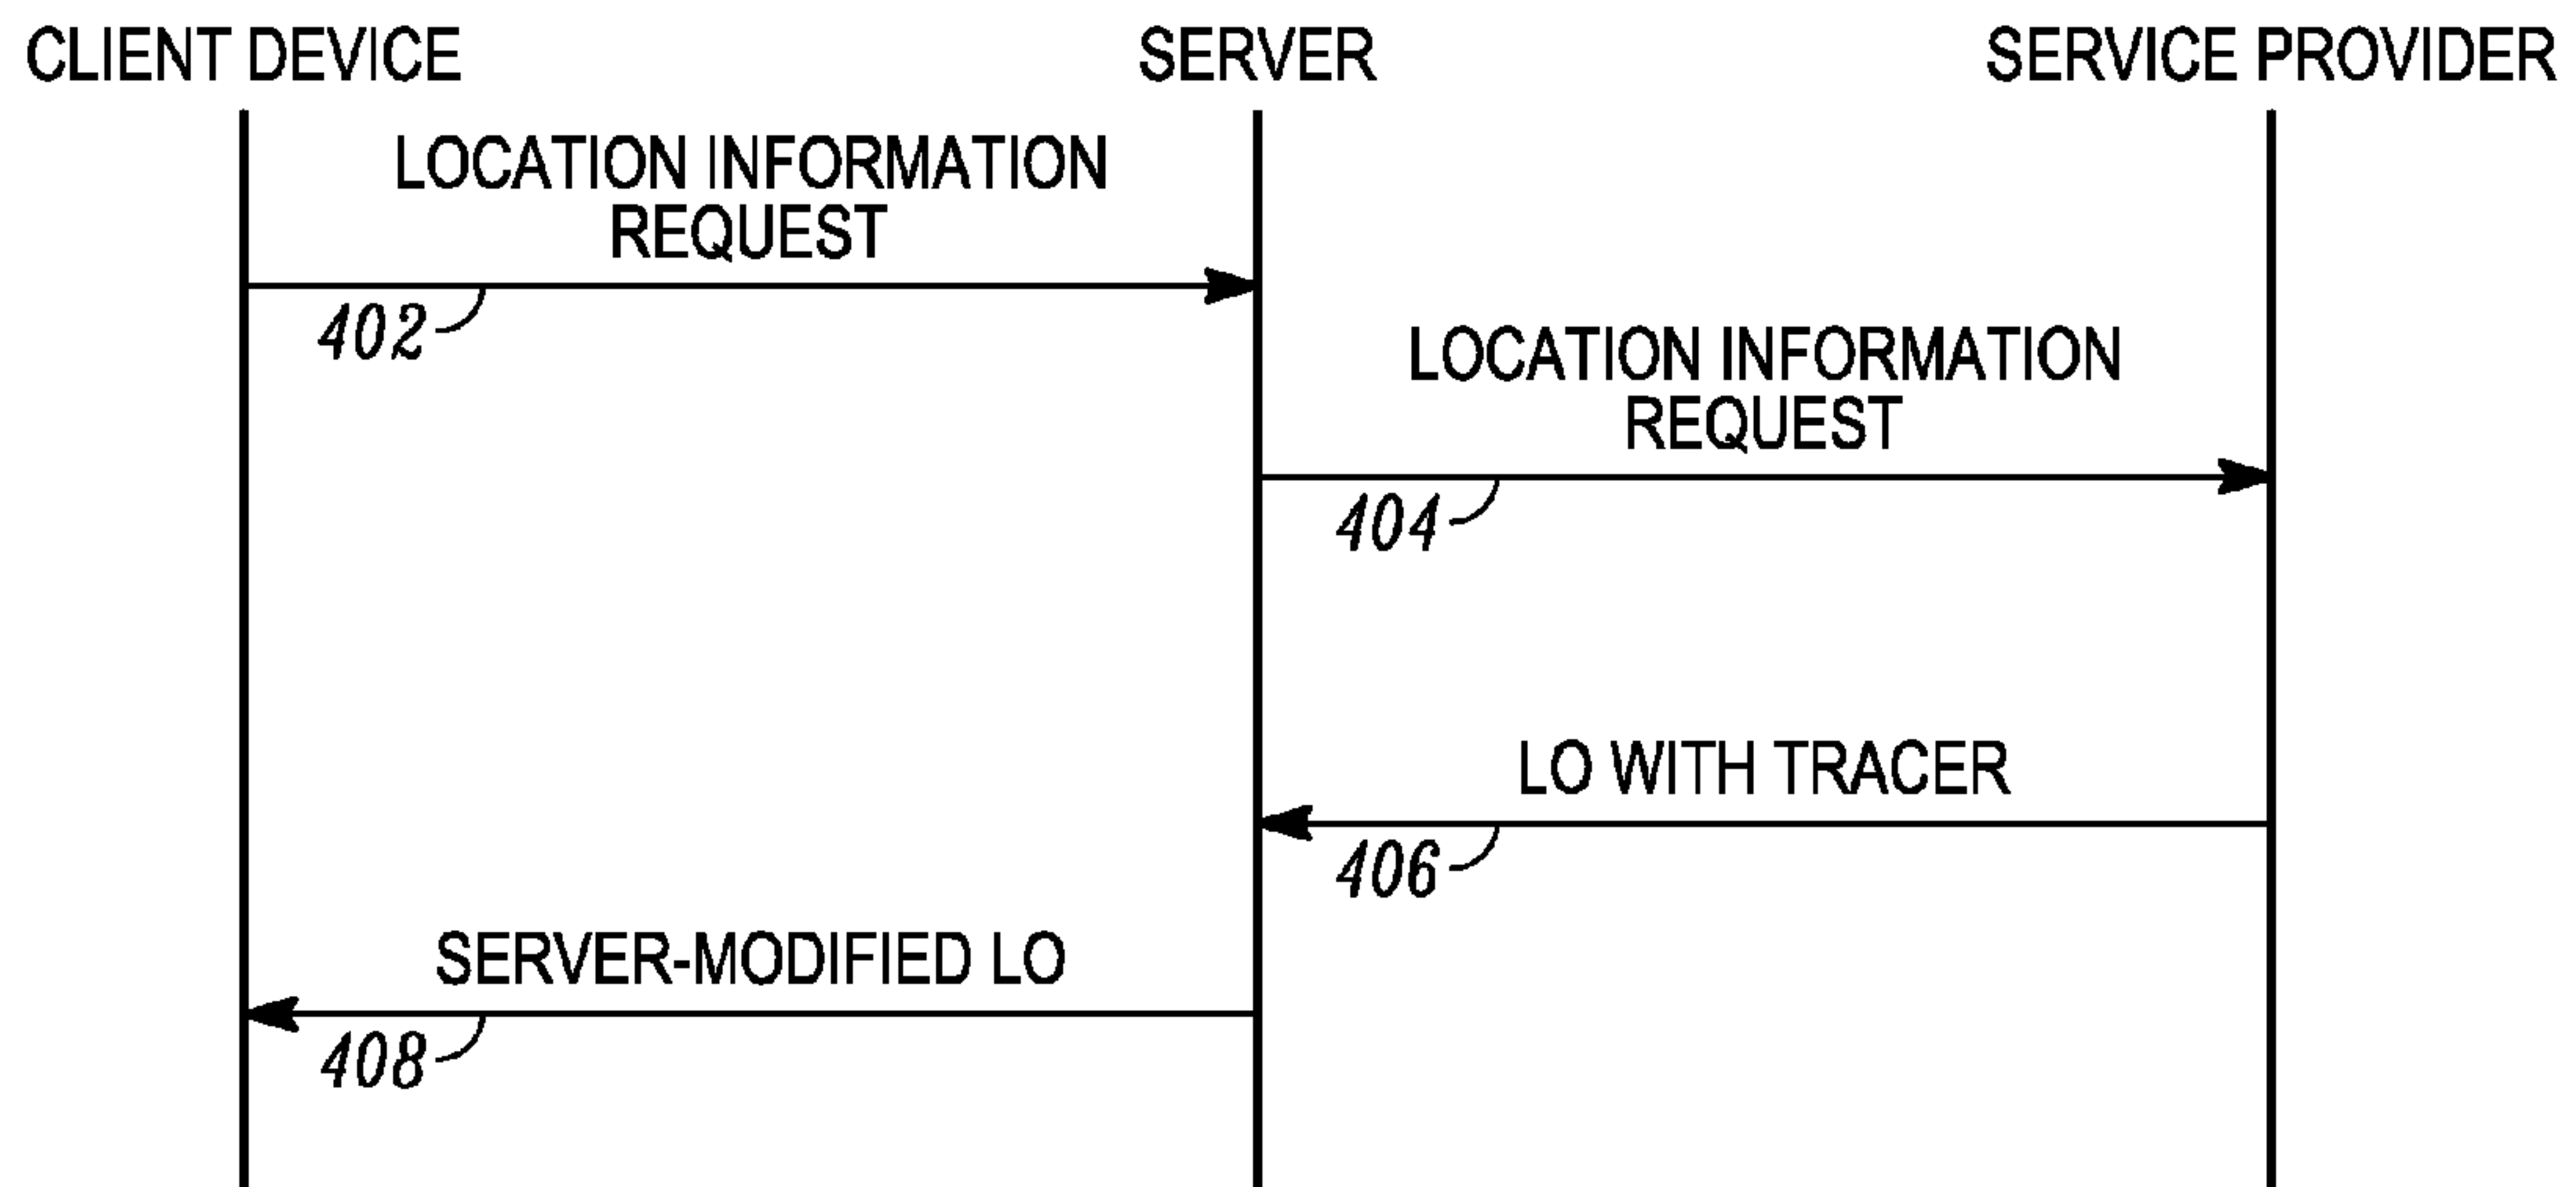 CLIENT DEVICE
SERVER
SERVICE PROVIDER
LOCATION INFORMATION
REQUEST
402
LOCATION INFORMATION
REQUEST
404
LO WITH TRACER
406
SERVER-MODIFIED LO
408